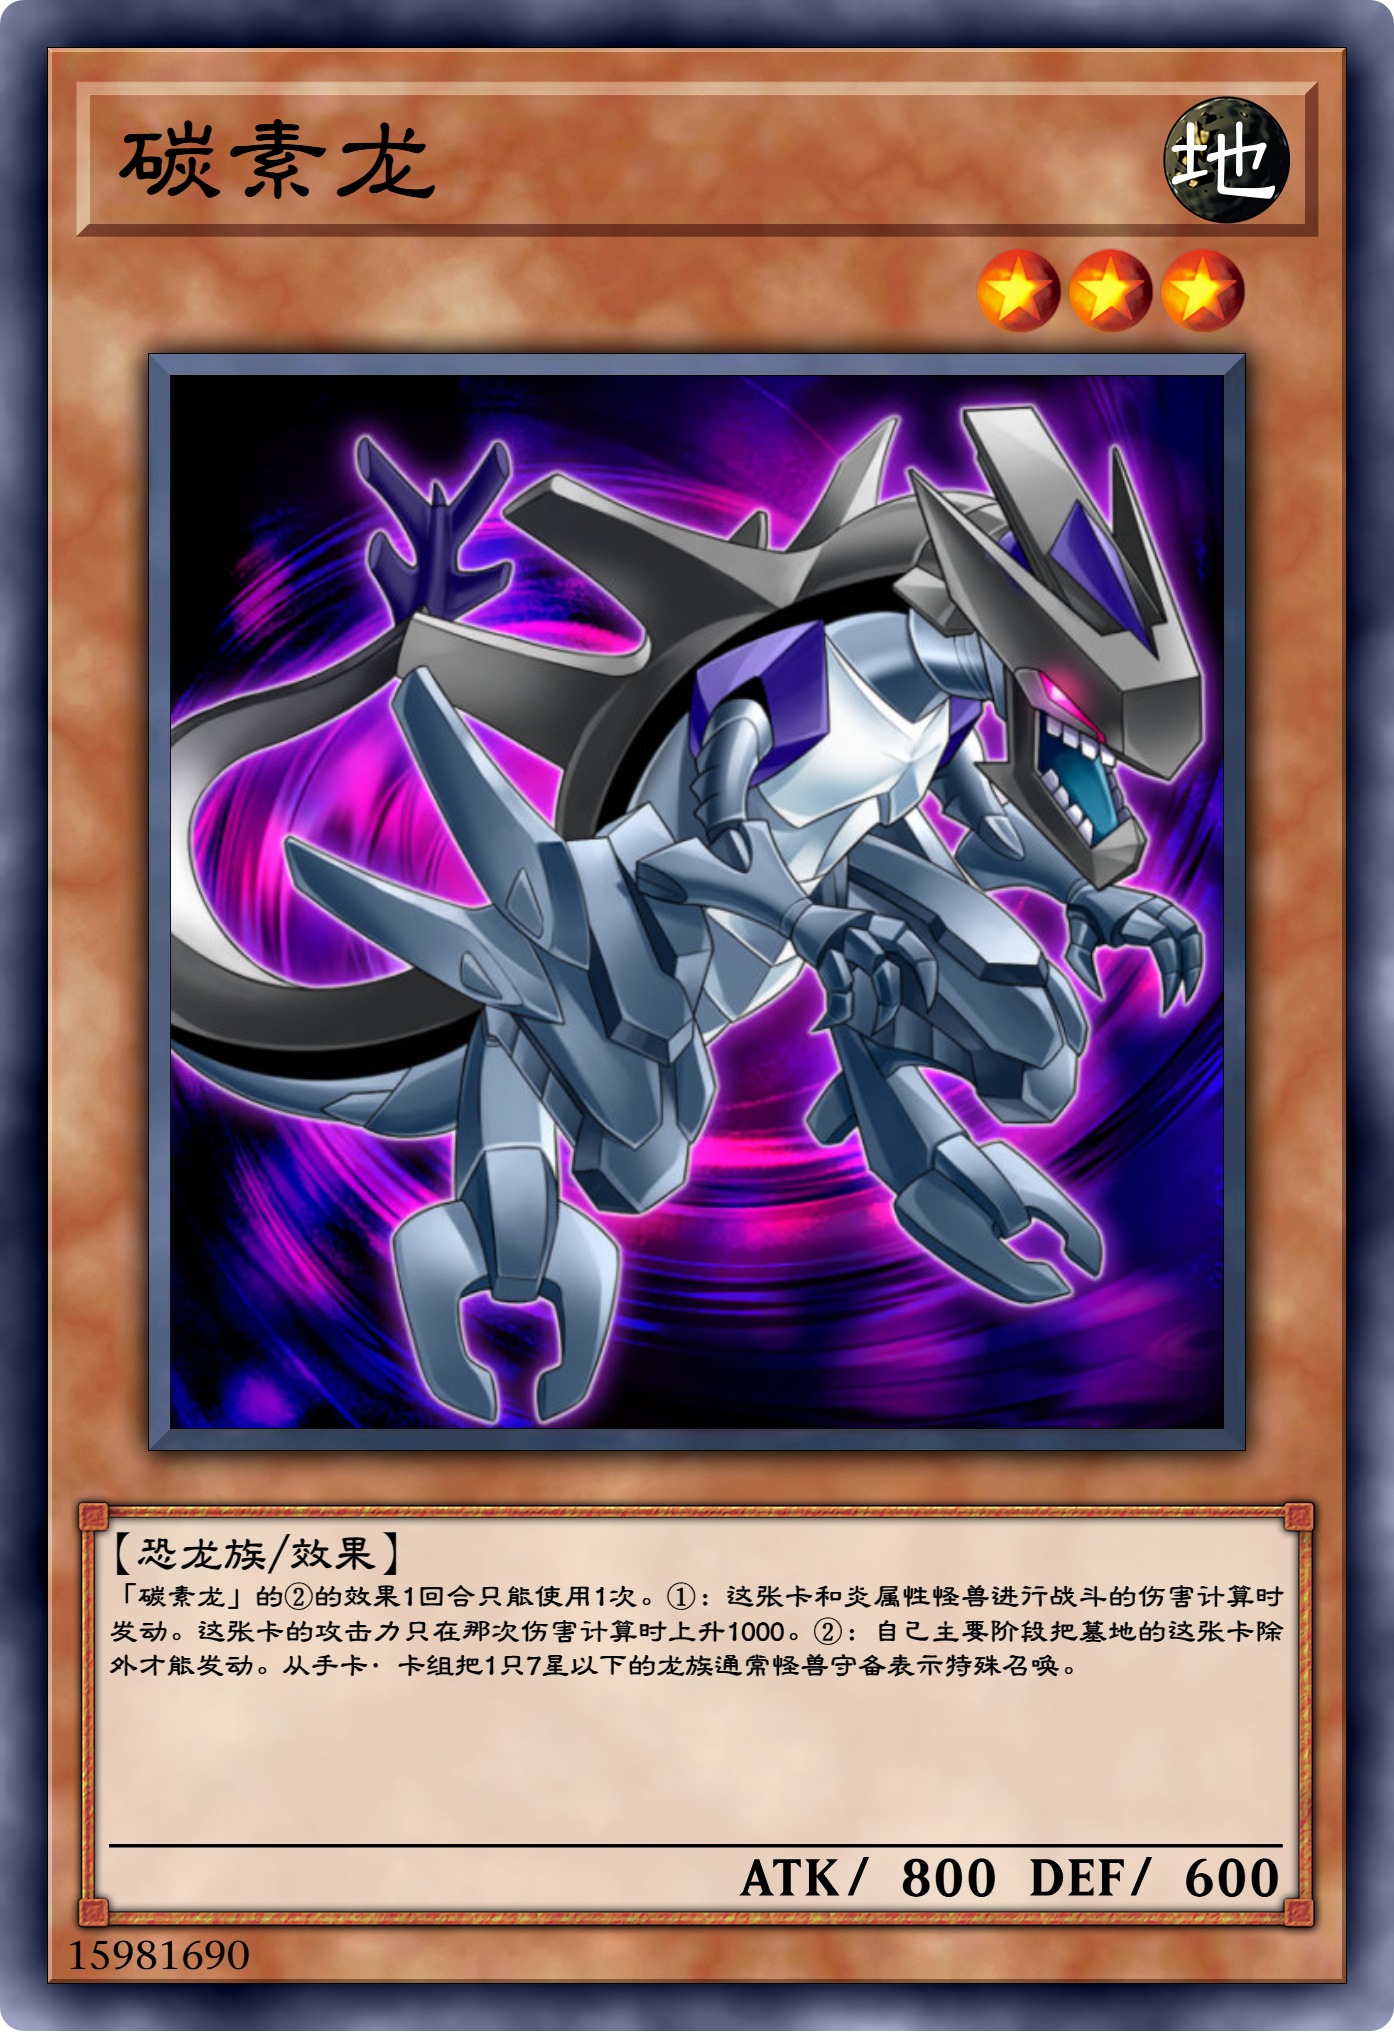 碳素龙
地
【恐龙族/效果】
「碳素龙」的②的效果1回合只能使用1次。①：这张卡和炎属性怪兽进行战斗的伤害计算时
发动。这张卡的攻击力只在那次伤害计算时上升1000。②：自己主要阶段把墓地的这张卡除
外才能发动。从手卡·卡组把1只7星以下的龙族通常怪兽守备表示特殊召唤。
ATK/ 800 DEF/ 600
15981690